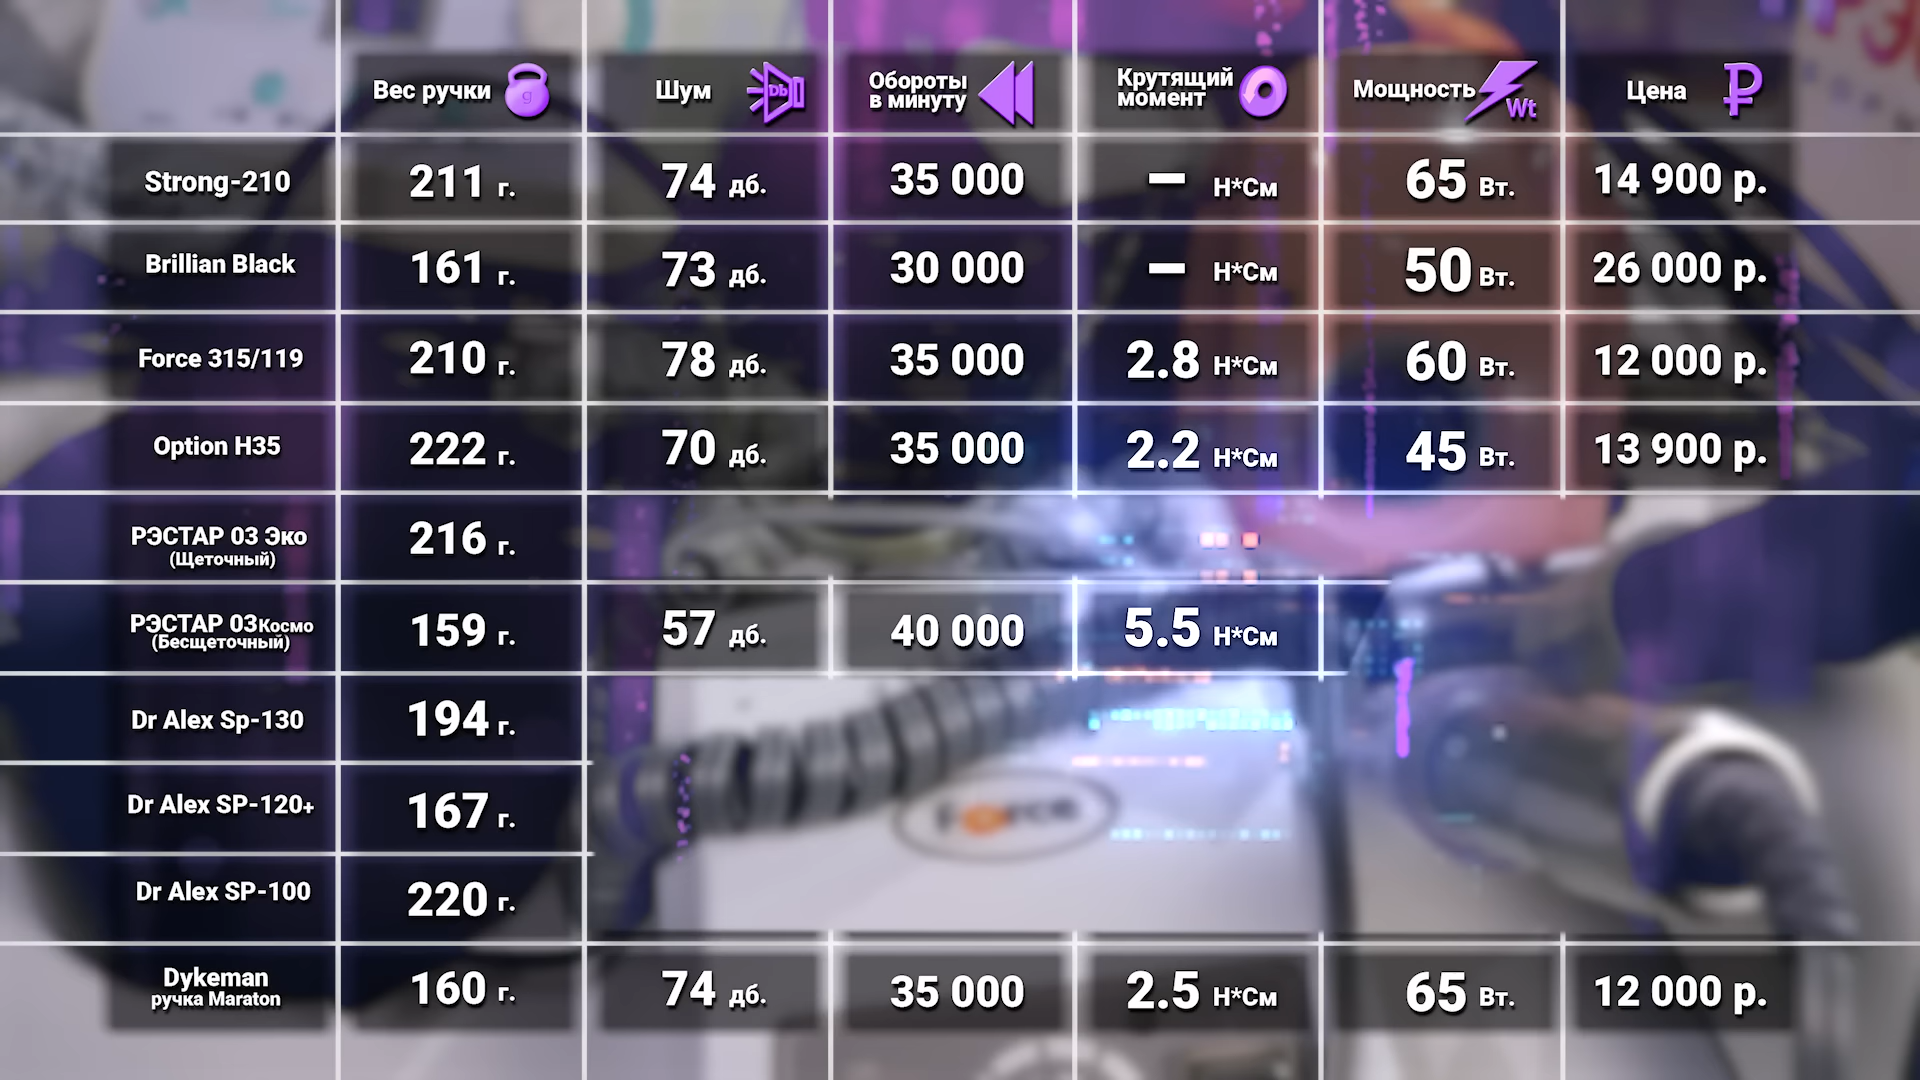 Вес ручки g
Шум Db
Обороты
в минуту
Крутящий
момент
Мощность Wt
Цена ₽
Strong-210 211 г. 74 дб. 35 000 – Н*См 65 Вт. 14 900 р.
Brillian Black 161 г. 73 дб. 30 000 – Н*См 50 Вт. 26 000 р.
Force 315/119 210 г. 78 дб. 35 000 2.8 Н*См 60 Вт. 12 000 р.
Option H35 222 г. 70 дб. 35 000 2.2 Н*См 45 Вт. 13 900 р.
РЭСТАР 03 Эко 216 г.
(Щеточный)
РЭСТАР 03Космо 159 г. 57 дб. 40 000 5.5 Н*См
(Бесщеточный)
Dr Alex Sp-130 194 г.
Dr Alex SP-120+ 167 г.
FORCE
Dr Alex SP-100 220 г.
Dykeman 160 г. 74 дб. 35 000 2.5 Н*См 65 Вт. 12 000 р.
ручка Maraton